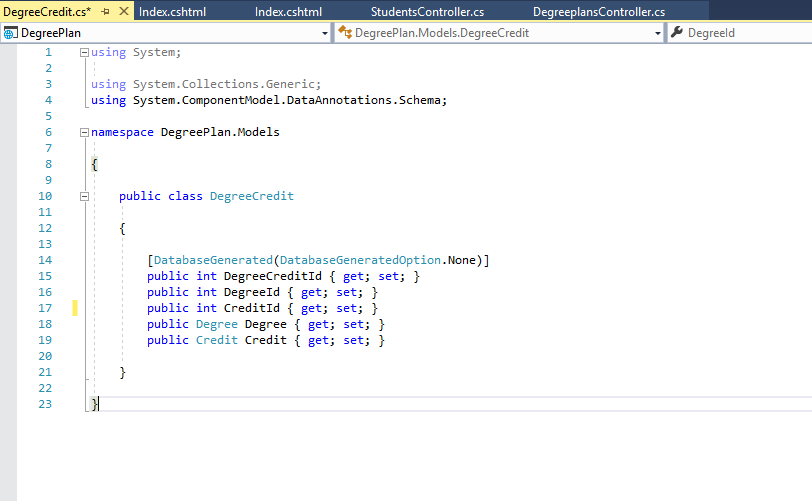 DegreeCredit.cs* Index.cshtml Index.cshtml StudentsController.cs DegreeplansController.cs
DegreePlan DegreePlan.Models.DegreeCredit DegreeId
1 using System;
2
3 using System.Collections.Generic;
4 using System.ComponentModel.DataAnnotations.Schema;
5
6 namespace DegreePlan.Models
7
8 {
9
10 public class DegreeCredit
11
12 {
13
14 [DatabaseGenerated(DatabaseGeneratedOption.None)]
15 public int DegreeCreditId { get; set; }
16 public int DegreeId { get; set; }
17 public int CreditId { get; set; }
18 public Degree Degree { get; set; }
19 public Credit Credit { get; set; }
20
21 }
22
23 }